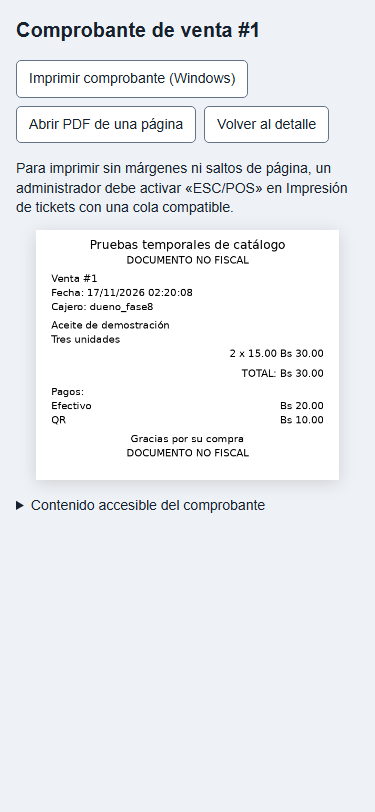 Comprobante de venta #1
Imprimir comprobante (Windows)
Abrir PDF de una página
Volver al detalle
Para imprimir sin márgenes ni saltos de página, un
administrador debe activar «ESC/POS» en Impresión
de tickets con una cola compatible.
Pruebas temporales de catálogo
DOCUMENTO NO FISCAL
Venta #1
Fecha: 17/11/2026 02:20:08
Cajero: dueno_fase8
Aceite de demostración
Tres unidades
2 x 15.00 Bs 30.00
TOTAL: Bs 30.00
Pagos:
Efectivo Bs 20.00
QR Bs 10.00
Gracias por su compra
DOCUMENTO NO FISCAL
Contenido accesible del comprobante